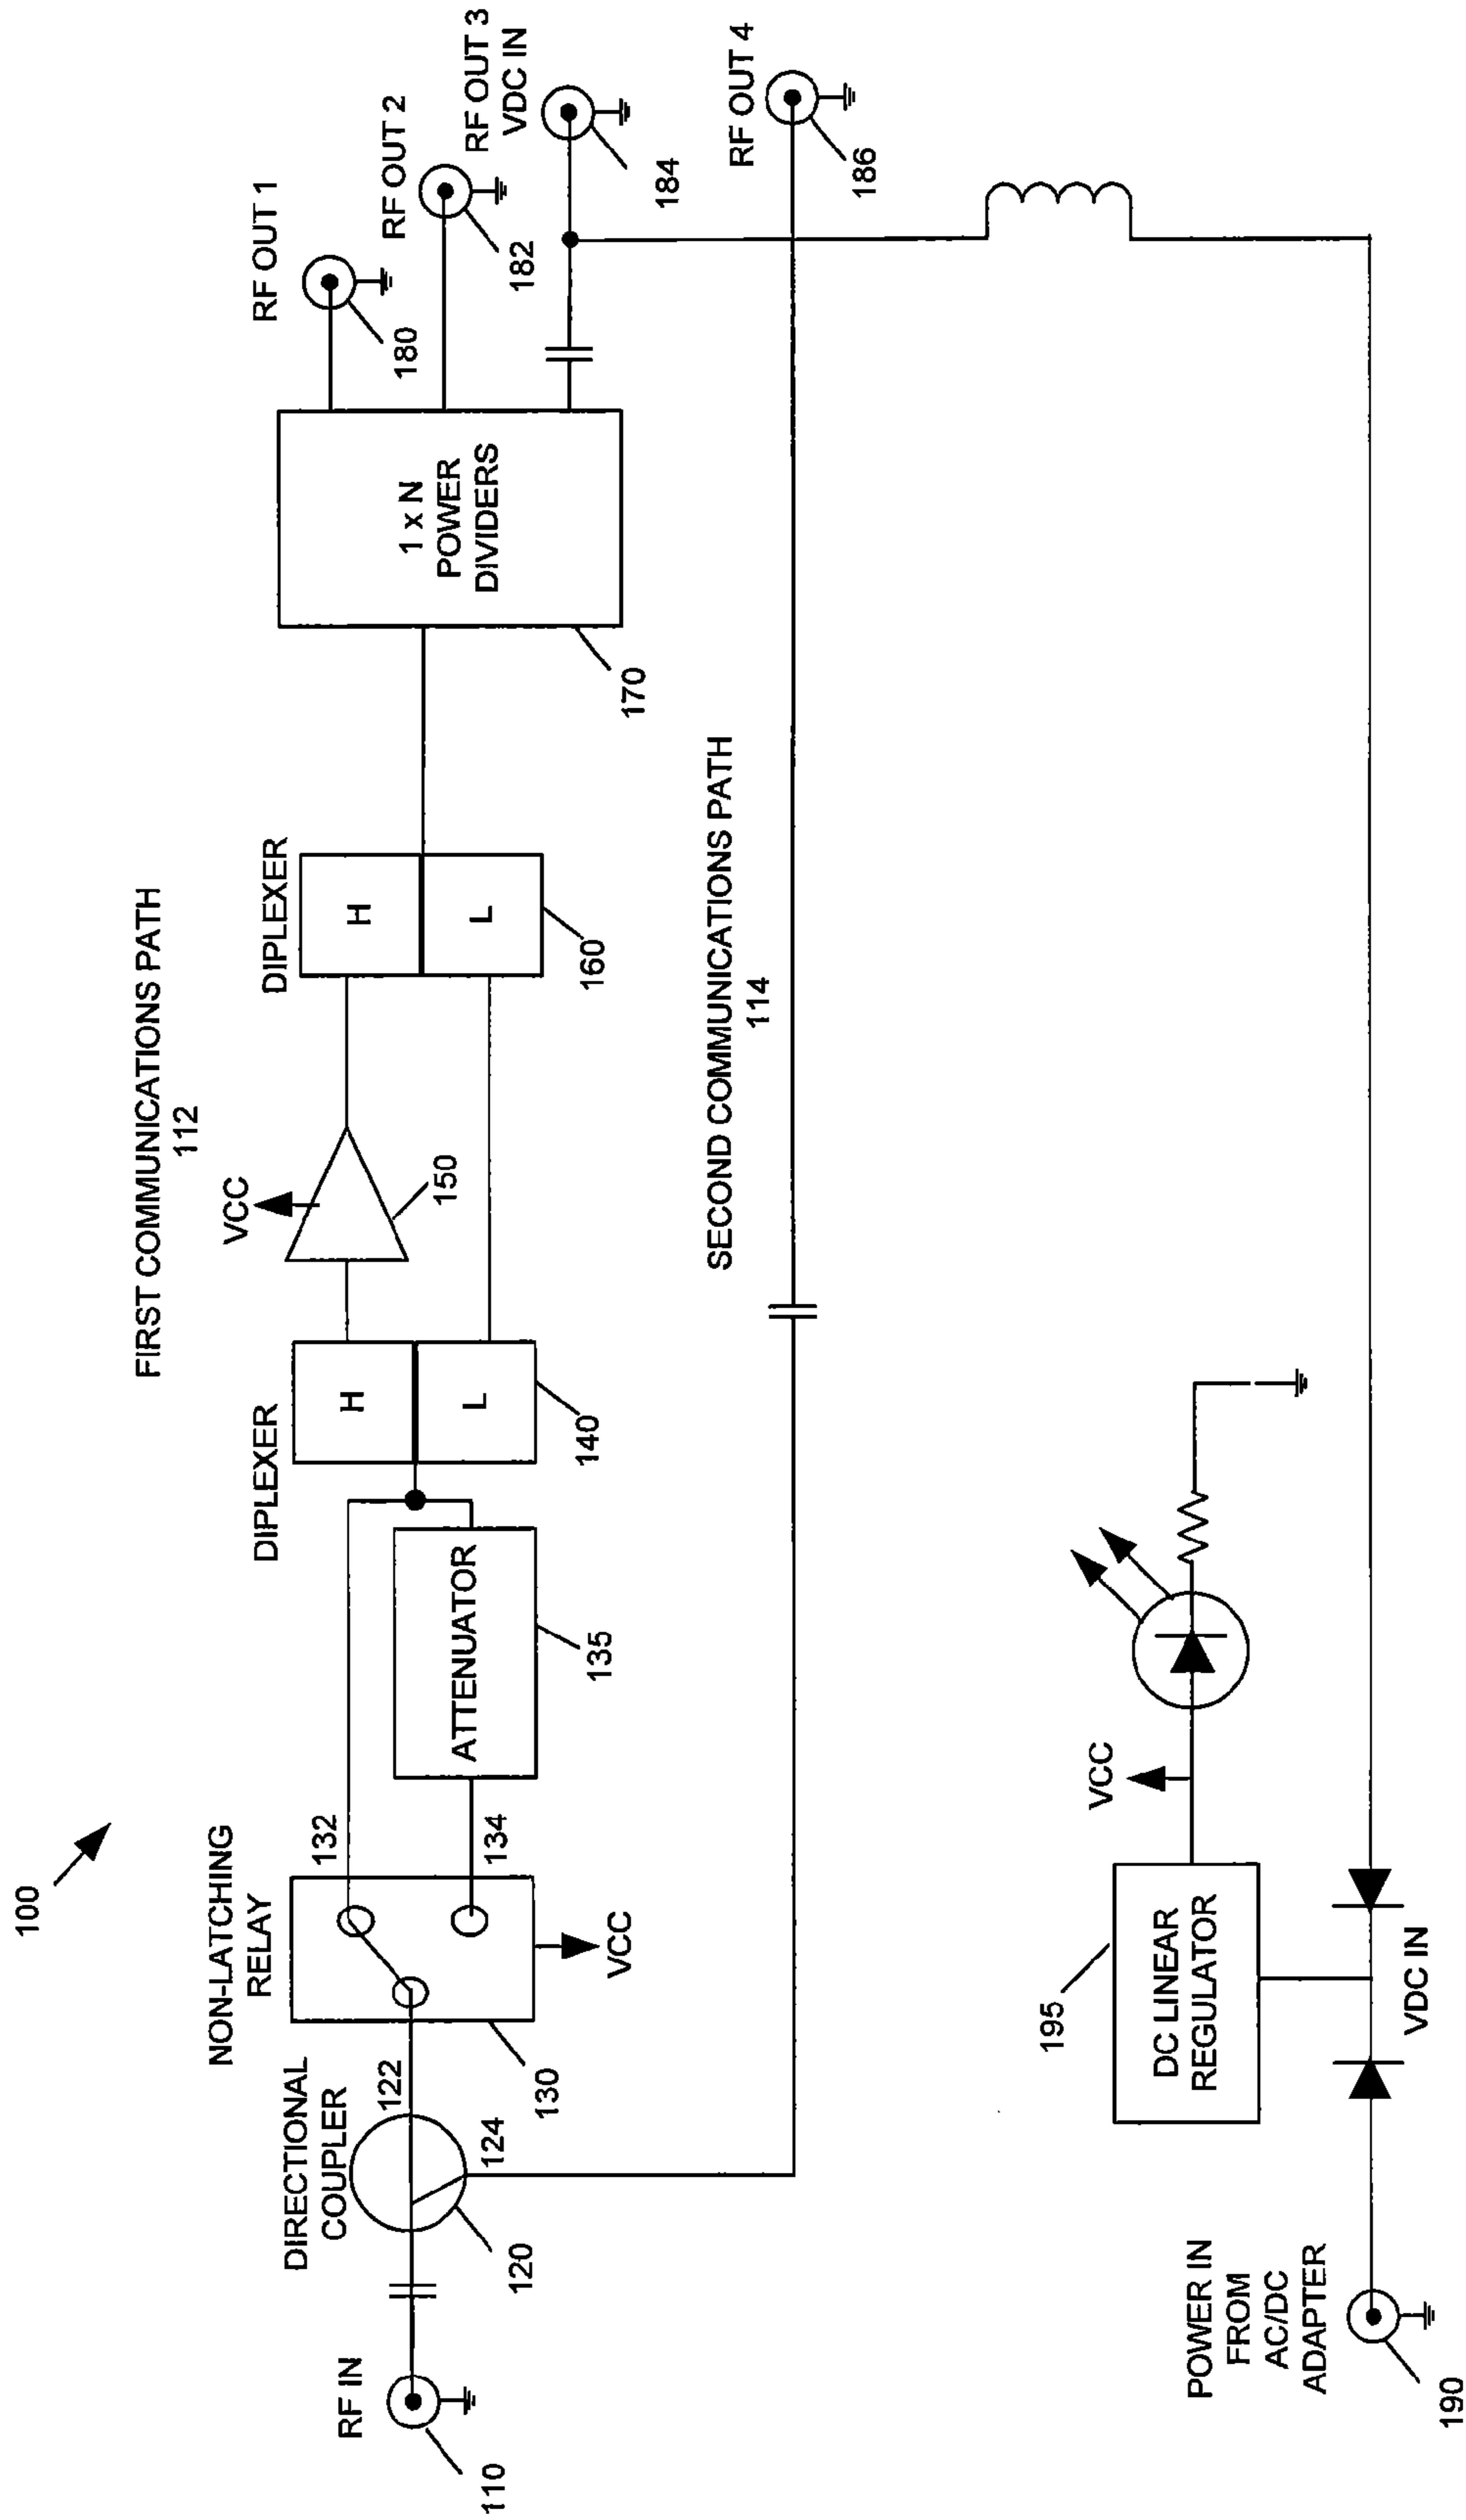 100
FIRST COMMUNICATIONS PATH
112
RF IN
110
DIRECTIONAL
COUPLER
120
122
124
NON-LATCHING
RELAY
130
VCC
132
134
ATTENUATOR
135
DIPLEXER
H
L
140
VCC
150
DIPLEXER
H
L
160
1 x N
POWER
DIVIDERS
170
RF OUT 1
180
RF OUT 2
182
RF OUT 3
VDC IN
184
RF OUT 4
186
SECOND COMMUNICATIONS PATH
114
POWER IN
FROM
AC/DC
ADAPTER
190
195
DC LINEAR
REGULATOR
VCC
VDC IN